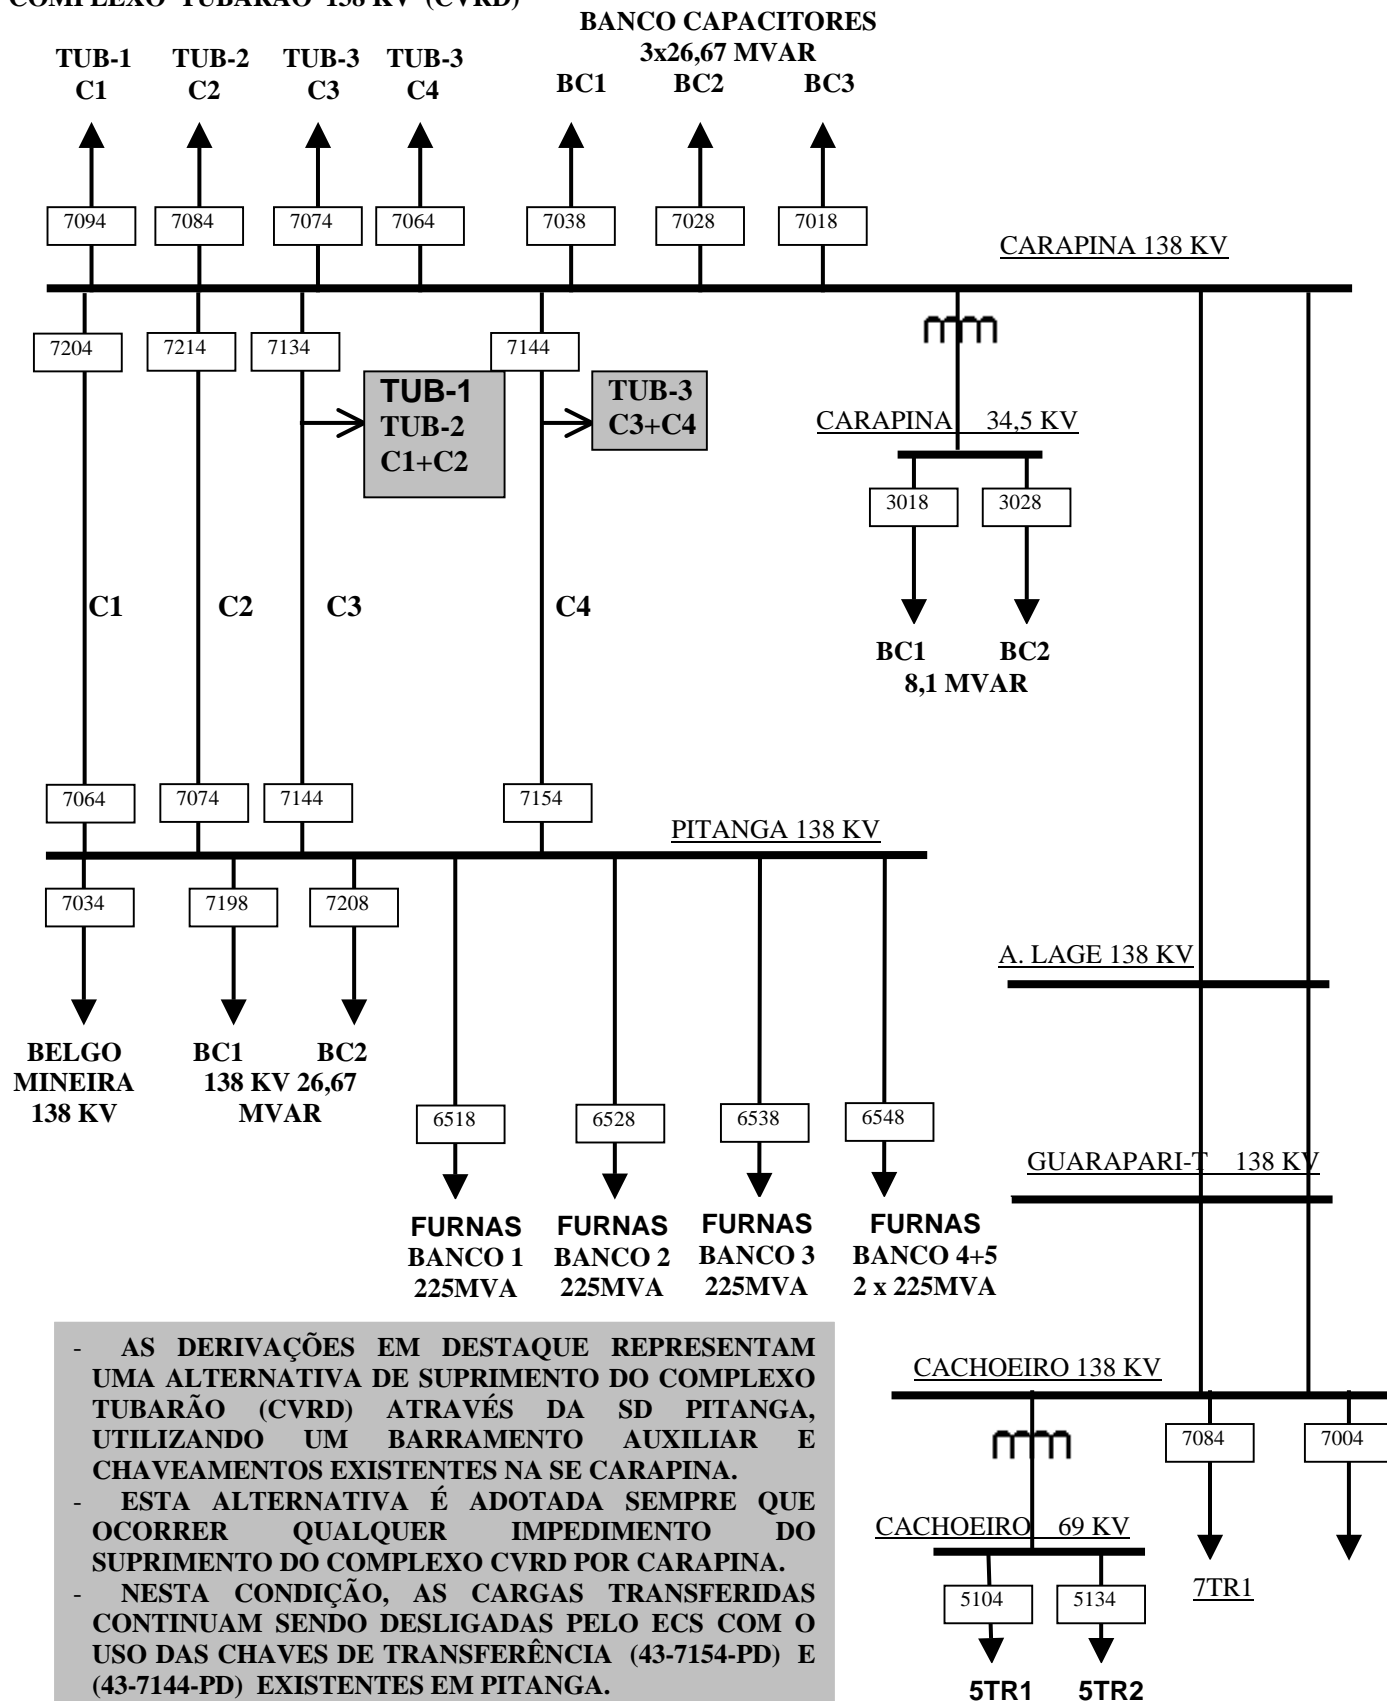 COMPLEXO TUBARÃO 138 KV (CVRD)
BANCO CAPACITORES
3x26,67 MVAR
TUB-1 TUB-2 TUB-3 TUB-3
C1 C2 C3 C4
BC1 BC2 BC3
7094 7084 7074 7064 7038 7028 7018
CARAPINA 138 KV
7204 7214 7134 7144
TUB-1
TUB-2
C1+C2
TUB-3
C3+C4
CARAPINA 34,5 KV
3018 3028
C1 C2 C3 C4
BC1 BC2
8,1 MVAR
7064 7074 7144 7154
PITANGA 138 KV
7034 7198 7208
A. LAGE 138 KV
BELGO
MINEIRA
138 KV
BC1 BC2
138 KV 26,67
MVAR
6518 6528 6538 6548
GUARAPARI-T 138 KV
FURNAS
BANCO 1
225MVA
FURNAS
BANCO 2
225MVA
FURNAS
BANCO 3
225MVA
FURNAS
BANCO 4+5
2 x 225MVA
- AS DERIVAÇÕES EM DESTAQUE REPRESENTAM
UMA ALTERNATIVA DE SUPRIMENTO DO COMPLEXO
TUBARÃO (CVRD) ATRAVÉS DA SD PITANGA,
UTILIZANDO UM BARRAMENTO AUXILIAR E
CHAVEAMENTOS EXISTENTES NA SE CARAPINA.
- ESTA ALTERNATIVA É ADOTADA SEMPRE QUE
OCORRER QUALQUER IMPEDIMENTO DO
SUPRIMENTO DO COMPLEXO CVRD POR CARAPINA.
- NESTA CONDIÇÃO, AS CARGAS TRANSFERIDAS
CONTINUAM SENDO DESLIGADAS PELO ECS COM O
USO DAS CHAVES DE TRANSFERÊNCIA (43-7154-PD) E
(43-7144-PD) EXISTENTES EM PITANGA.
CACHOEIRO 138 KV
7084 7004
CACHOEIRO 69 KV
5104 5134
7TR1
5TR1 5TR2